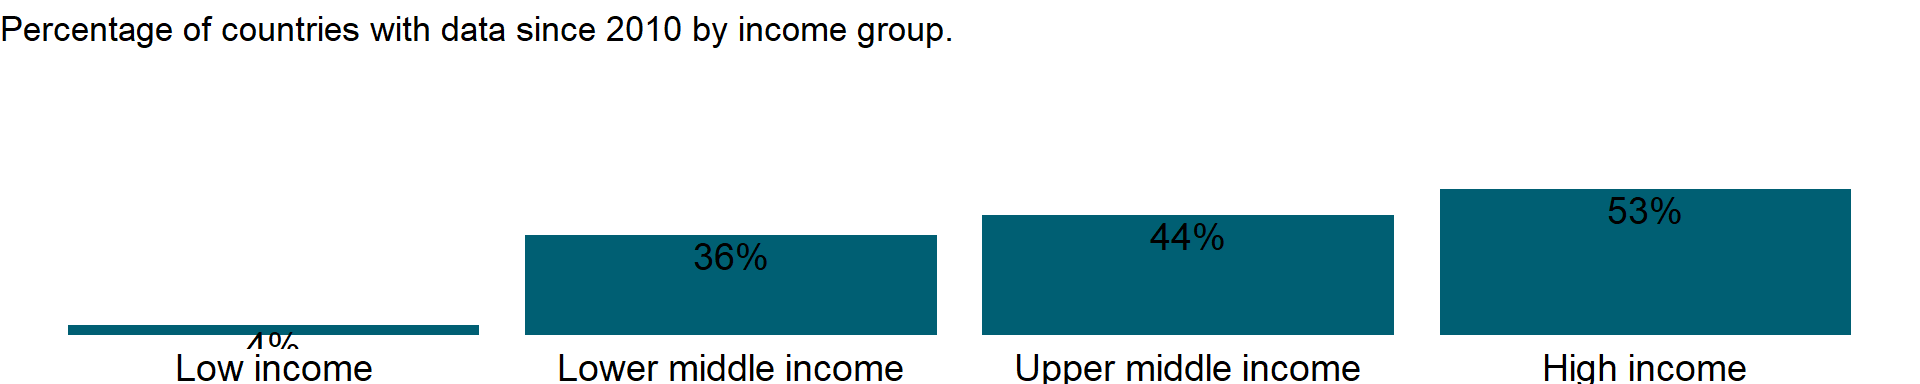 Percentage of countries with data since 2010 by income group.
53%
44%
36%
4%
Low income Lower middle income Upper middle income High income